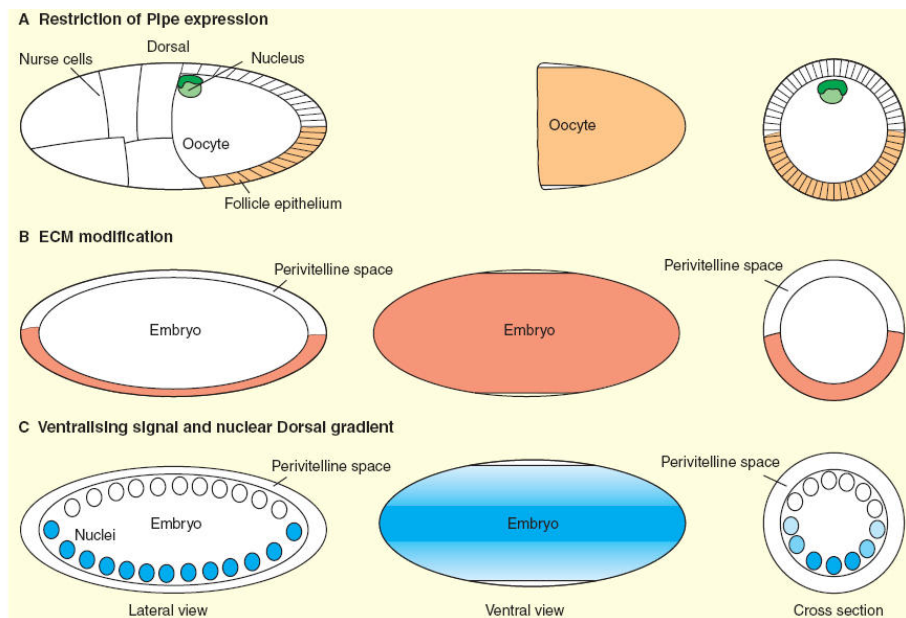 A Restriction of Pipe expression
Dorsal
Nurse cells
Nucleus
Oocyte
Follicle epithelium
Oocyte
B ECM modification
Perivitelline space
Embryo
Embryo
Perivitelline space
C Ventralising signal and nuclear Dorsal gradient
Perivitelline space
Embryo
Nuclei
Embryo
Perivitelline space
Lateral view
Ventral view
Cross section